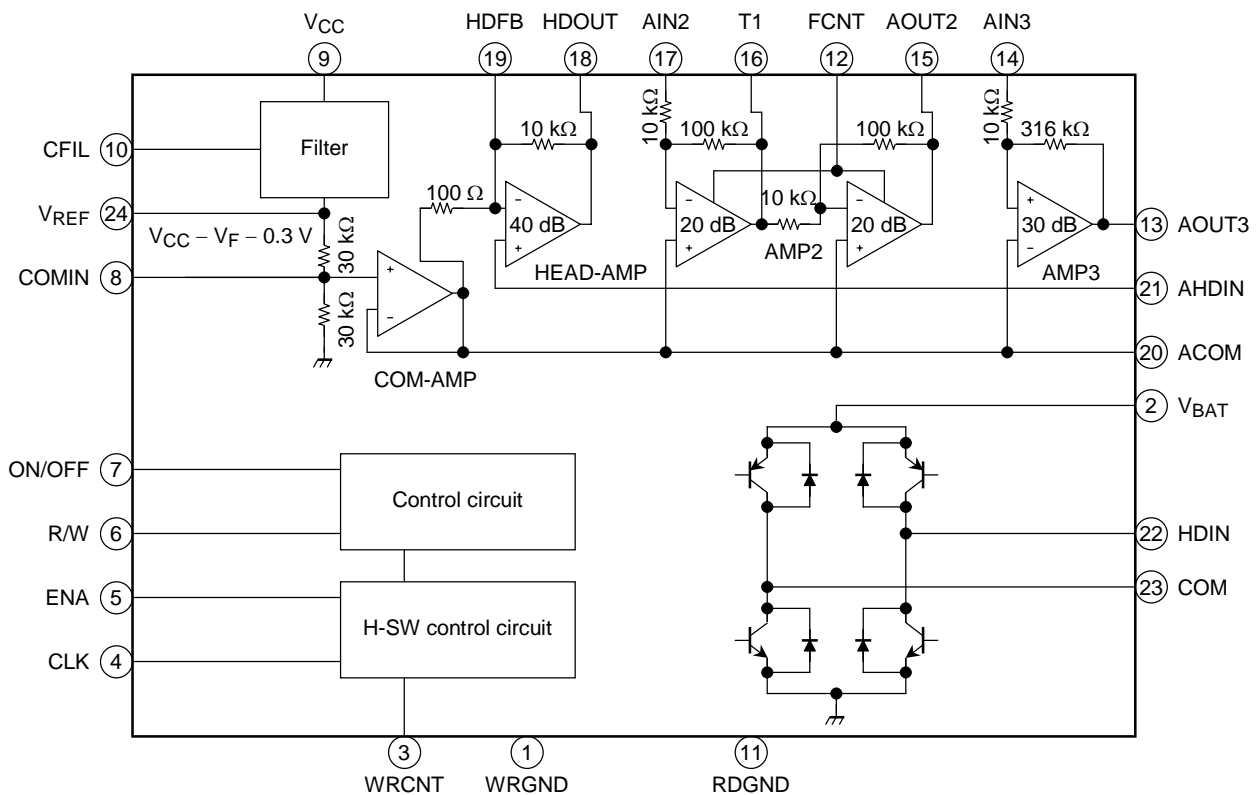 VCC
HDFB
HDOUT
AIN2
T1
FCNT
AOUT2
AIN3
9
19
18
17
16
12
15
14
10 kΩ
10 kΩ
100 kΩ
100 kΩ
10 kΩ
316 kΩ
CFIL
10
Filter
100 Ω
10 kΩ
VREF
24
VCC − VF − 0.3 V
30 kΩ
−
40 dB
+
HEAD-AMP
−
20 dB
+
AMP2
−
20 dB
+
+
30 dB
−
AMP3
13
AOUT3
COMIN
8
30 kΩ
+
−
COM-AMP
21
AHDIN
20
ACOM
2
VBAT
ON/OFF
7
Control circuit
R/W
6
22
HDIN
23
COM
ENA
5
H-SW control circuit
CLK
4
3
WRCNT
1
WRGND
11
RDGND